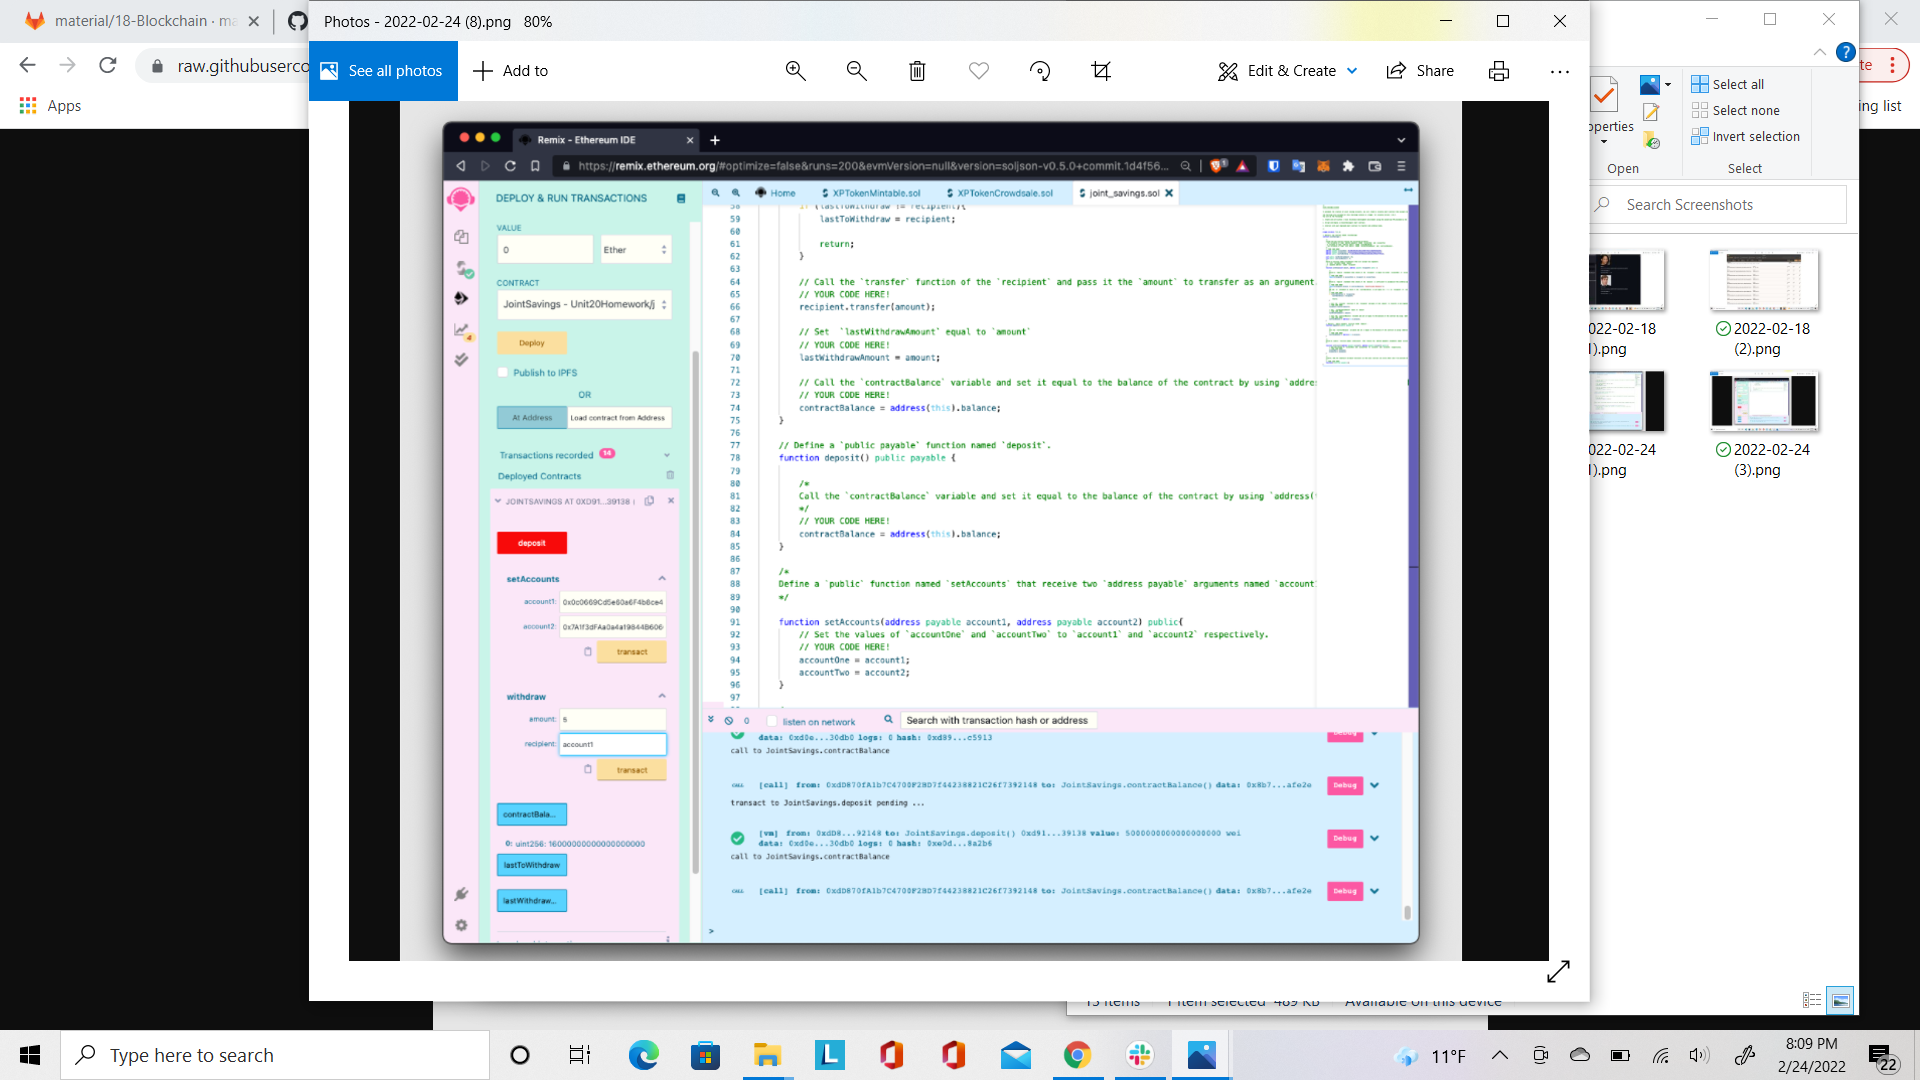 material/18-Blockchain · ma
raw.githubuserco
Apps
Photos - 2022-02-24 (8).png 80%
See all photos
Add to
Edit & Create
Share
Select all
Select none
Invert selection
operties
Open
Select
ing list
Search Screenshots
022-02-18
).png
2022-02-18
(2).png
022-02-24
).png
2022-02-24
(3).png
Remix - Ethereum IDE
https://remix.ethereum.org/#optimize=false&runs=200&evmVersion=null&version=soljson-v0.5.0+commit.1d4f56...
DEPLOY & RUN TRANSACTIONS
Home
XPTokenMintable.sol
XPTokenCrowdsale.sol
joint_savings.sol
VALUE
0
Ether
CONTRACT
JointSavings - Unit20Homework/j
Deploy
Publish to IPFS
OR
At Address
Load contract from Address
Transactions recorded 14
Deployed Contracts
JOINTSAVINGS AT 0XD91...39138 (
deposit
setAccounts
account1: 0x0c0669Cd5e60a6F4b8ce4
account2: 0x7A1f3dFAa0a4a19844B606
transact
withdraw
amount: 5
recipient: account1
transact
contractBala...
0: uint256: 16000000000000000000
lastToWithdraw
lastWithdraw...
58 if (lastToWithdraw != recipient){
59 lastToWithdraw = recipient;
60
61 return;
62 }
63
64 // Call the `transfer` function of the `recipient` and pass it the `amount` to transfer as an argument.
65 // YOUR CODE HERE!
66 recipient.transfer(amount);
67
68 // Set `lastWithdrawAmount` equal to `amount`
69 // YOUR CODE HERE!
70 lastWithdrawAmount = amount;
71
72 // Call the `contractBalance` variable and set it equal to the balance of the contract by using `addres
73 // YOUR CODE HERE!
74 contractBalance = address(this).balance;
75 }
76
77 // Define a `public payable` function named `deposit`.
78 function deposit() public payable {
79
80 /*
81 Call the `contractBalance` variable and set it equal to the balance of the contract by using `address(
82 */
83 // YOUR CODE HERE!
84 contractBalance = address(this).balance;
85 }
86
87 /*
88 Define a `public` function named `setAccounts` that receive two `address payable` arguments named `account1
89 */
90
91 function setAccounts(address payable account1, address payable account2) public{
92 // Set the values of `accountOne` and `accountTwo` to `account1` and `account2` respectively.
93 // YOUR CODE HERE!
94 accountOne = account1;
95 accountTwo = account2;
96 }
97
0 listen on network
Search with transaction hash or address
data: 0xd0e...30db0 logs: 0 hash: 0xd89...c5913
Debug
call to JointSavings.contractBalance
CALL [call] from: 0xdD870fA1b7C4700F2BD7f44238821C26f7392148 to: JointSavings.contractBalance() data: 0x8b7...afe2e
Debug
transact to JointSavings.deposit pending ...
[vm] from: 0xdD8...92148 to: JointSavings.deposit() 0xd91...39138 value: 5000000000000000000 wei
data: 0xd0e...30db0 logs: 0 hash: 0xe0d...8a2b6
Debug
call to JointSavings.contractBalance
CALL [call] from: 0xdD870fA1b7C4700F2BD7f44238821C26f7392148 to: JointSavings.contractBalance() data: 0x8b7...afe2e
Debug
>
15 items 1 item selected 489 KB Available on this device
Type here to search
11°F
8:09 PM
2/24/2022
22